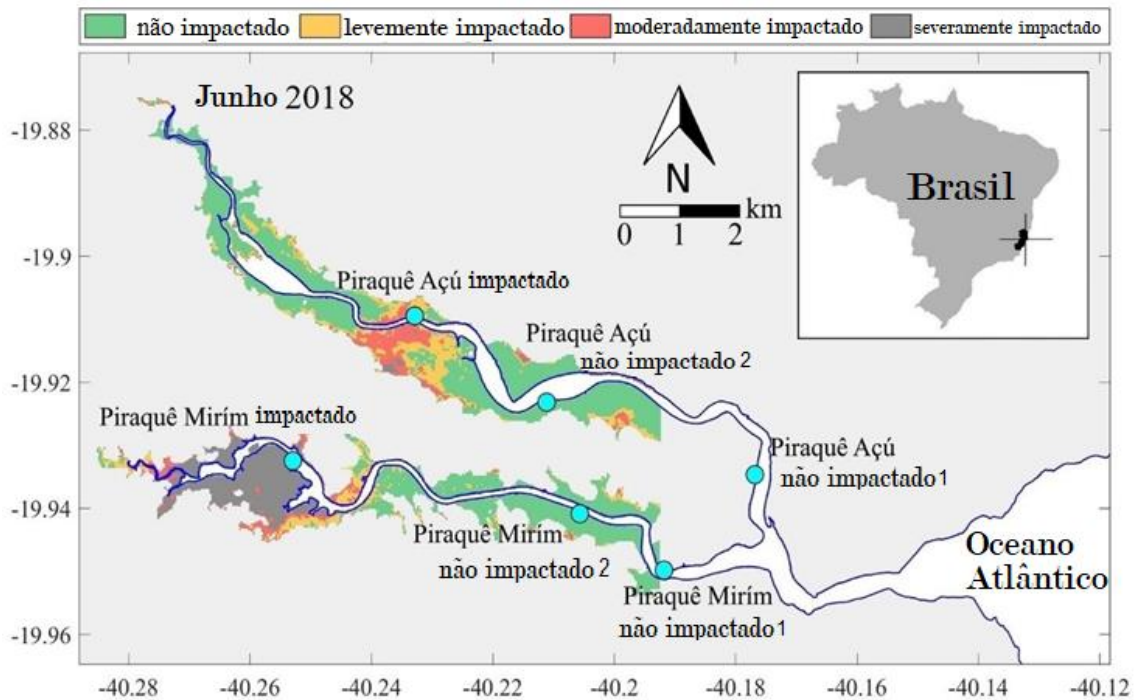 não impactado levemente impactado moderadamente impactado severamente impactado
Junho 2018
N
km
0 1 2
Brasil
Piraquê Açú impactado
Piraquê Açú
não impactado 2
Piraquê Mirím impactado
Piraquê Açú
não impactado 1
Piraquê Mirím
não impactado 2
Piraquê Mirím
não impactado 1
Oceano
Atlântico
-19.88
-19.9
-19.92
-19.94
-19.96
-40.28 -40.26 -40.24 -40.22 -40.2 -40.18 -40.16 -40.14 -40.12